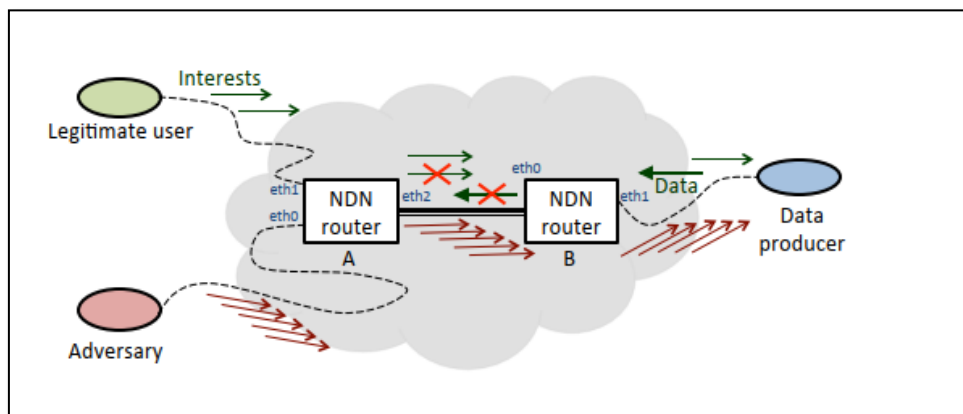 Interests
Legitimate user
eth0
eth1
eth2
NDN
router
NDN
router
eth1
Data
eth0
A
B
Data
producer
Adversary